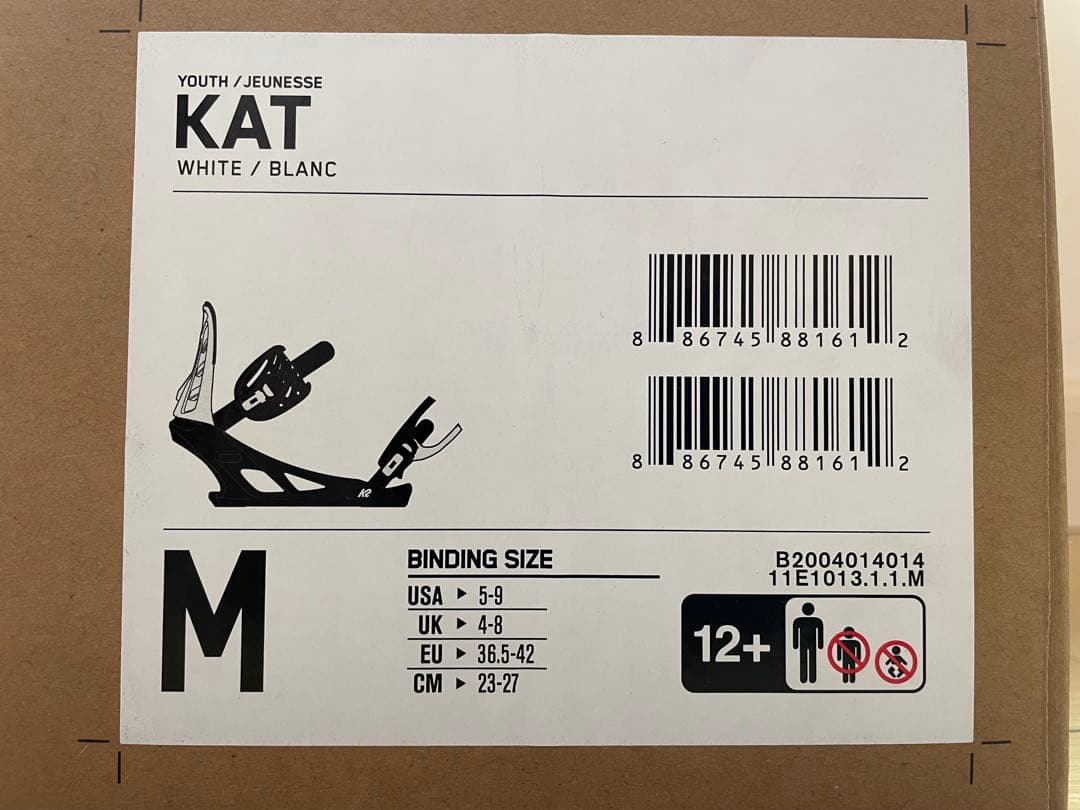 YOUTH / JEUNESSE
KAT
WHITE / BLANC
8 86745 88161 2
8 86745 88161 2
K2
M
BINDING SIZE
USA ▶ 5-9
UK ▶ 4-8
EU ▶ 36.5-42
CM ▶ 23-27
B2004014014
11E1013.1.1.M
12+